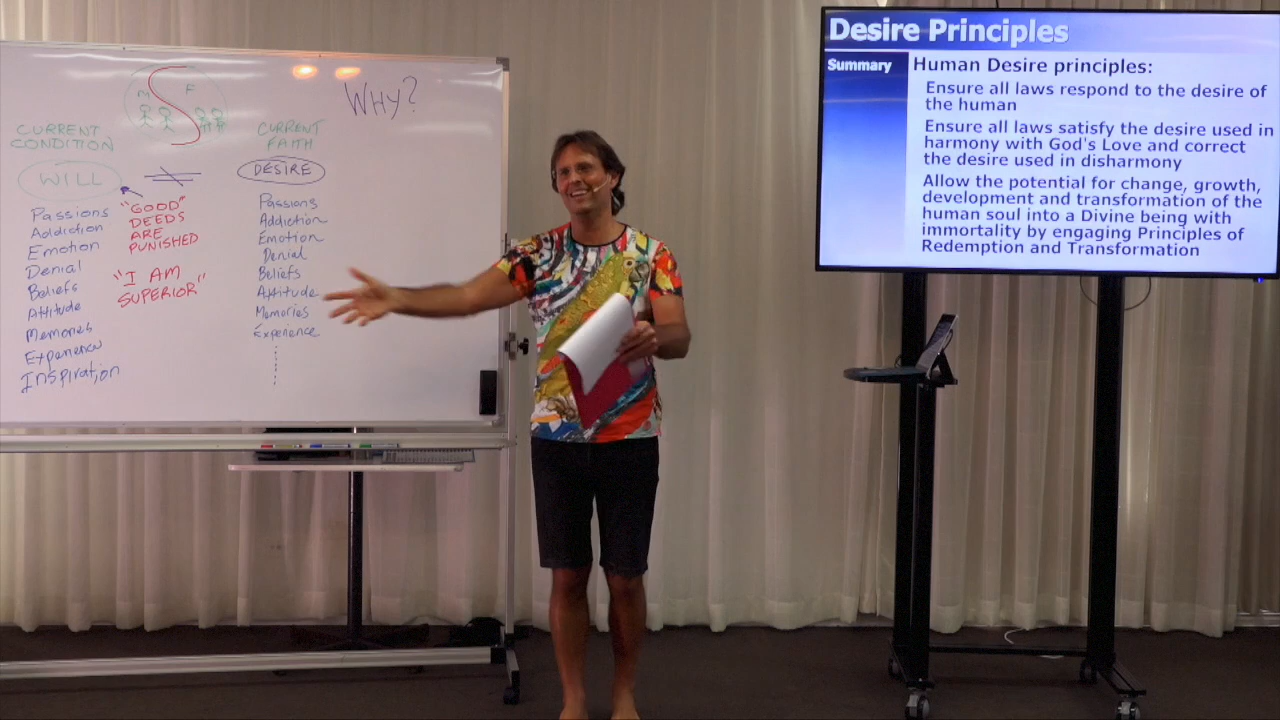 M
F
WHY?
CURRENT
CONDITION
WILL
Passions
Addiction
Emotion
Denial
Beliefs
Attitude
Memories
Experience
Inspiration
"GOOD"
DEEDS
ARE
PUNISHED
"I AM
SUPERIOR"
CURRENT
FAITH
DESIRE
Passions
Addiction
Emotion
Denial
Beliefs
Attitude
Memories
Experience
Desire Principles
Summary
Human Desire principles:
Ensure all laws respond to the desire of
the human
Ensure all laws satisfy the desire used in
harmony with God's Love and correct
the desire used in disharmony
Allow the potential for change, growth,
development and transformation of the
human soul into a Divine being with
immortality by engaging Principles of
Redemption and Transformation